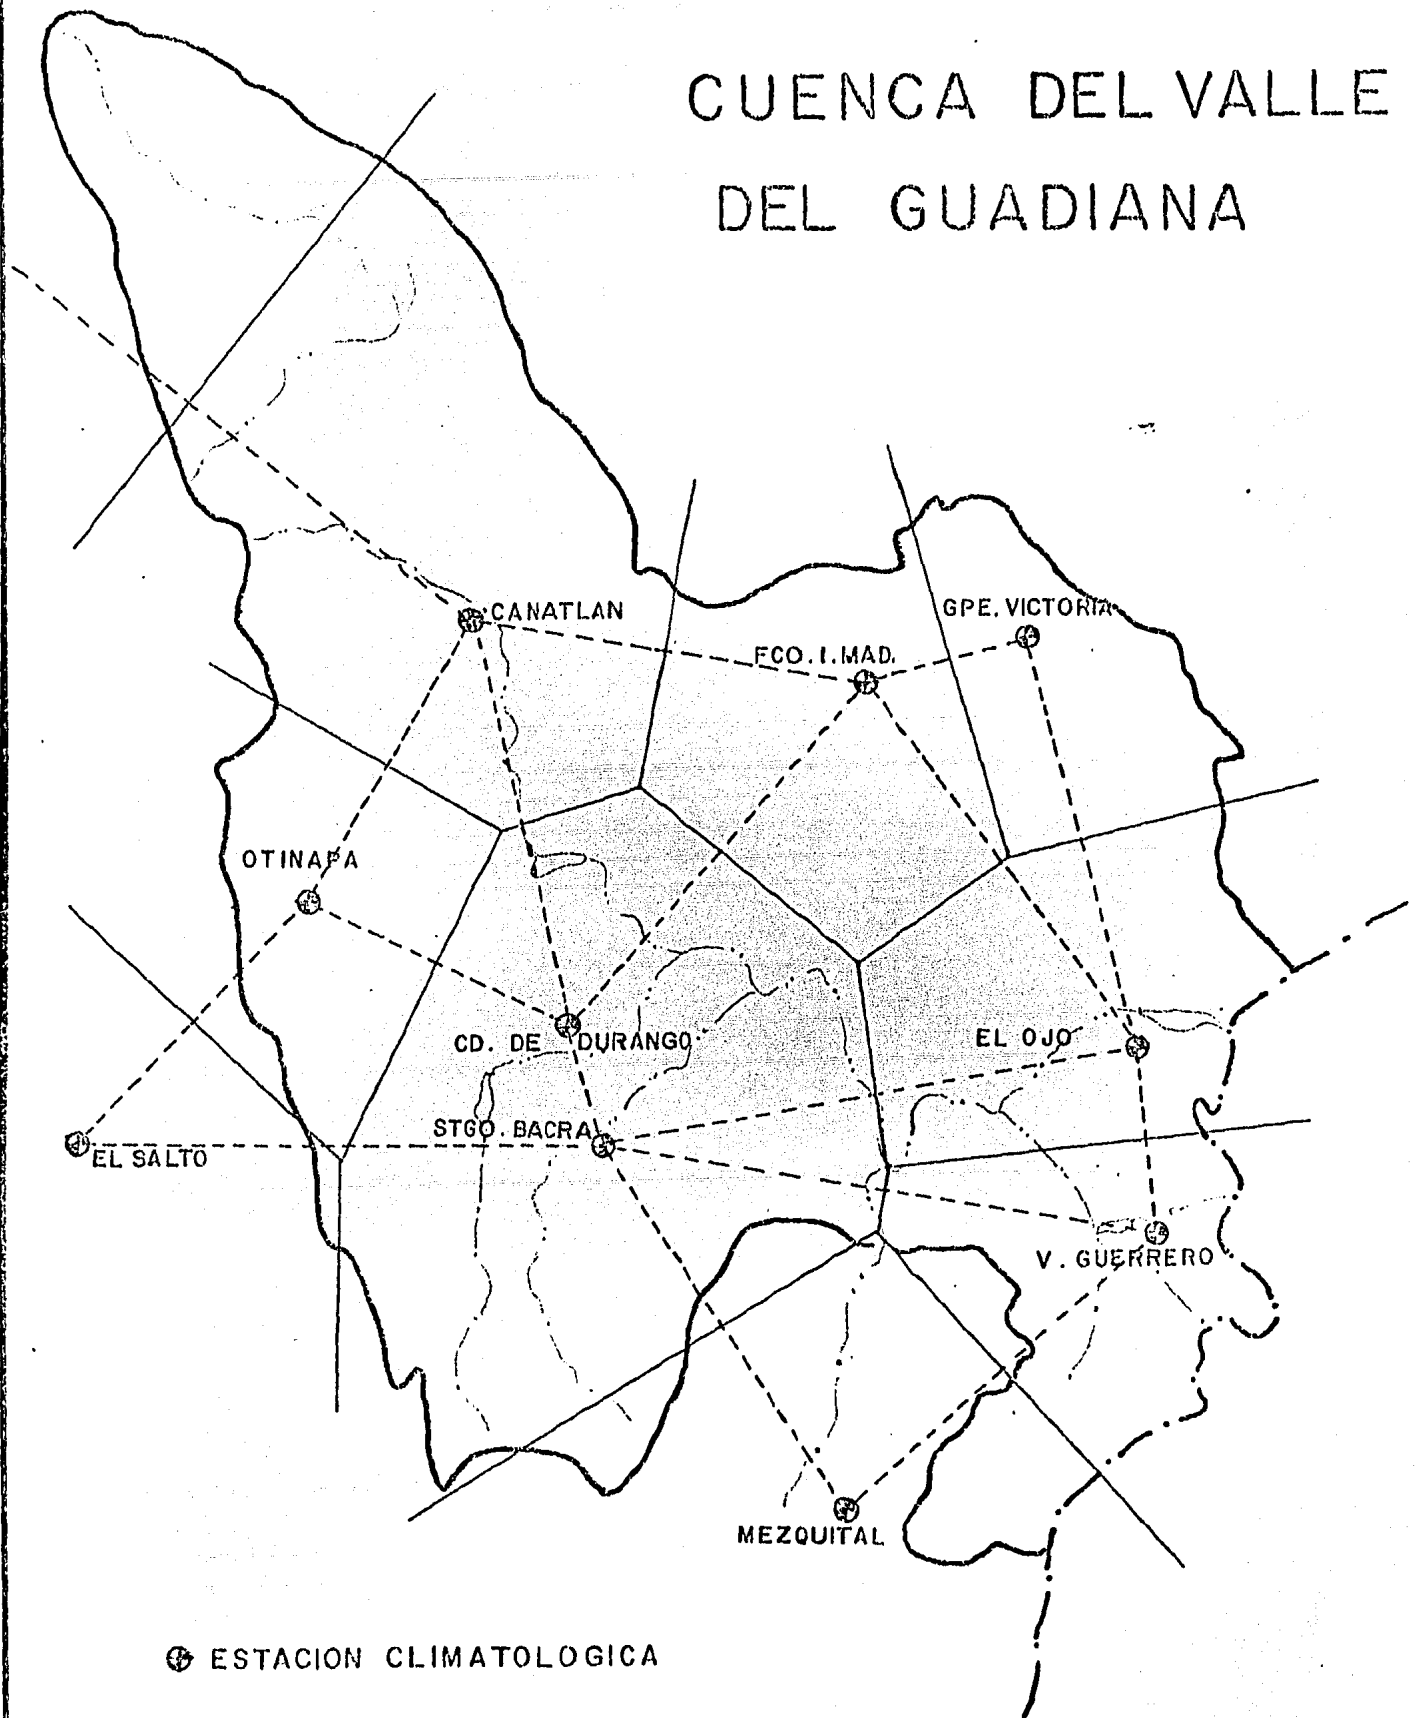 CUENCA DEL VALLE
DEL GUADIANA
CANATLAN
GPE. VICTORIA
FCO. I. MAD.
OTINAPA
CD. DE DURANGO
EL OJO
STGO. BACRA
EL SALTO
V. GUERRERO
MEZQUITAL
ESTACION CLIMATOLOGICA